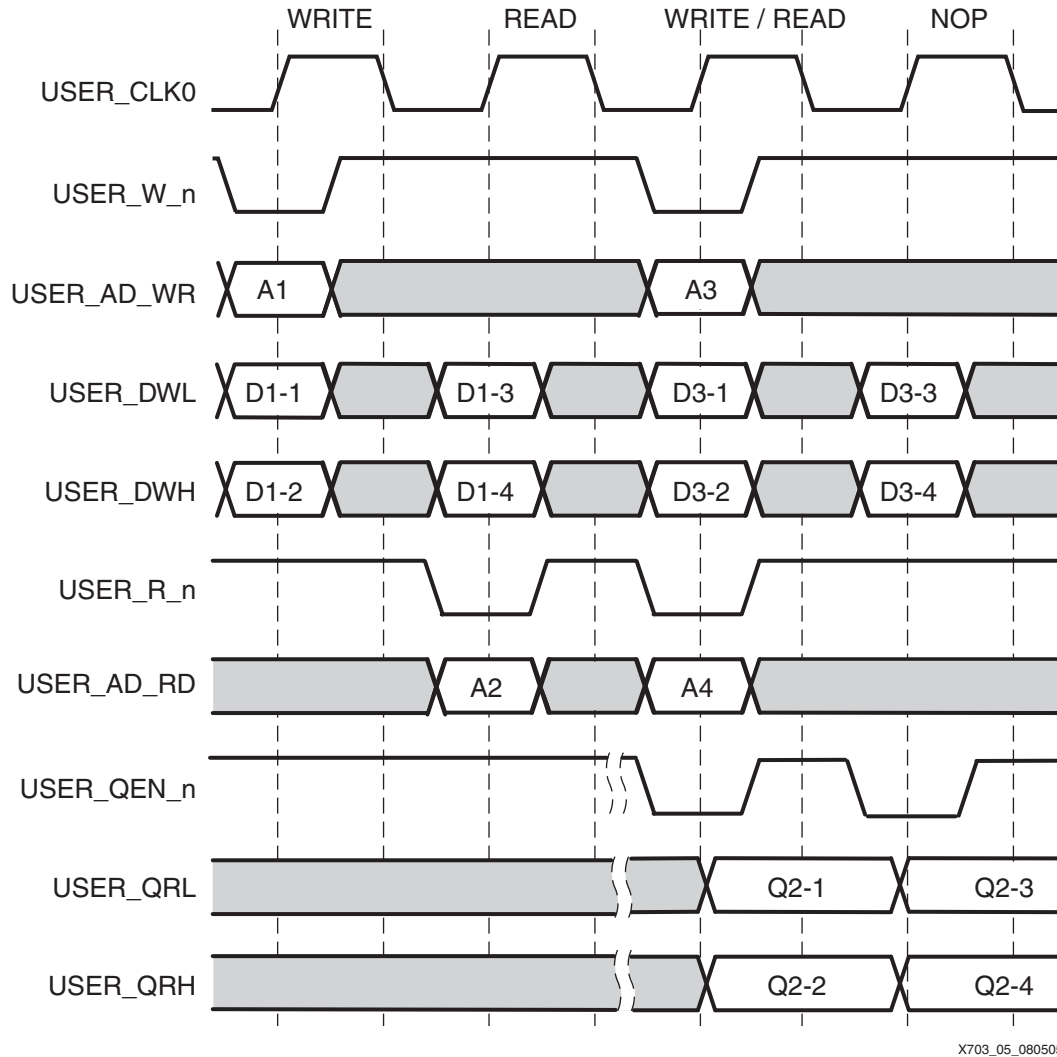 WRITE READ WRITE / READ NOP
USER_CLK0
USER_W_n
USER_AD_WR A1 A3
USER_DWL D1-1 D1-3 D3-1 D3-3
USER_DWH D1-2 D1-4 D3-2 D3-4
USER_R_n
USER_AD_RD A2 A4
USER_QEN_n
USER_QRL Q2-1 Q2-3
USER_QRH Q2-2 Q2-4
X703_05_080505